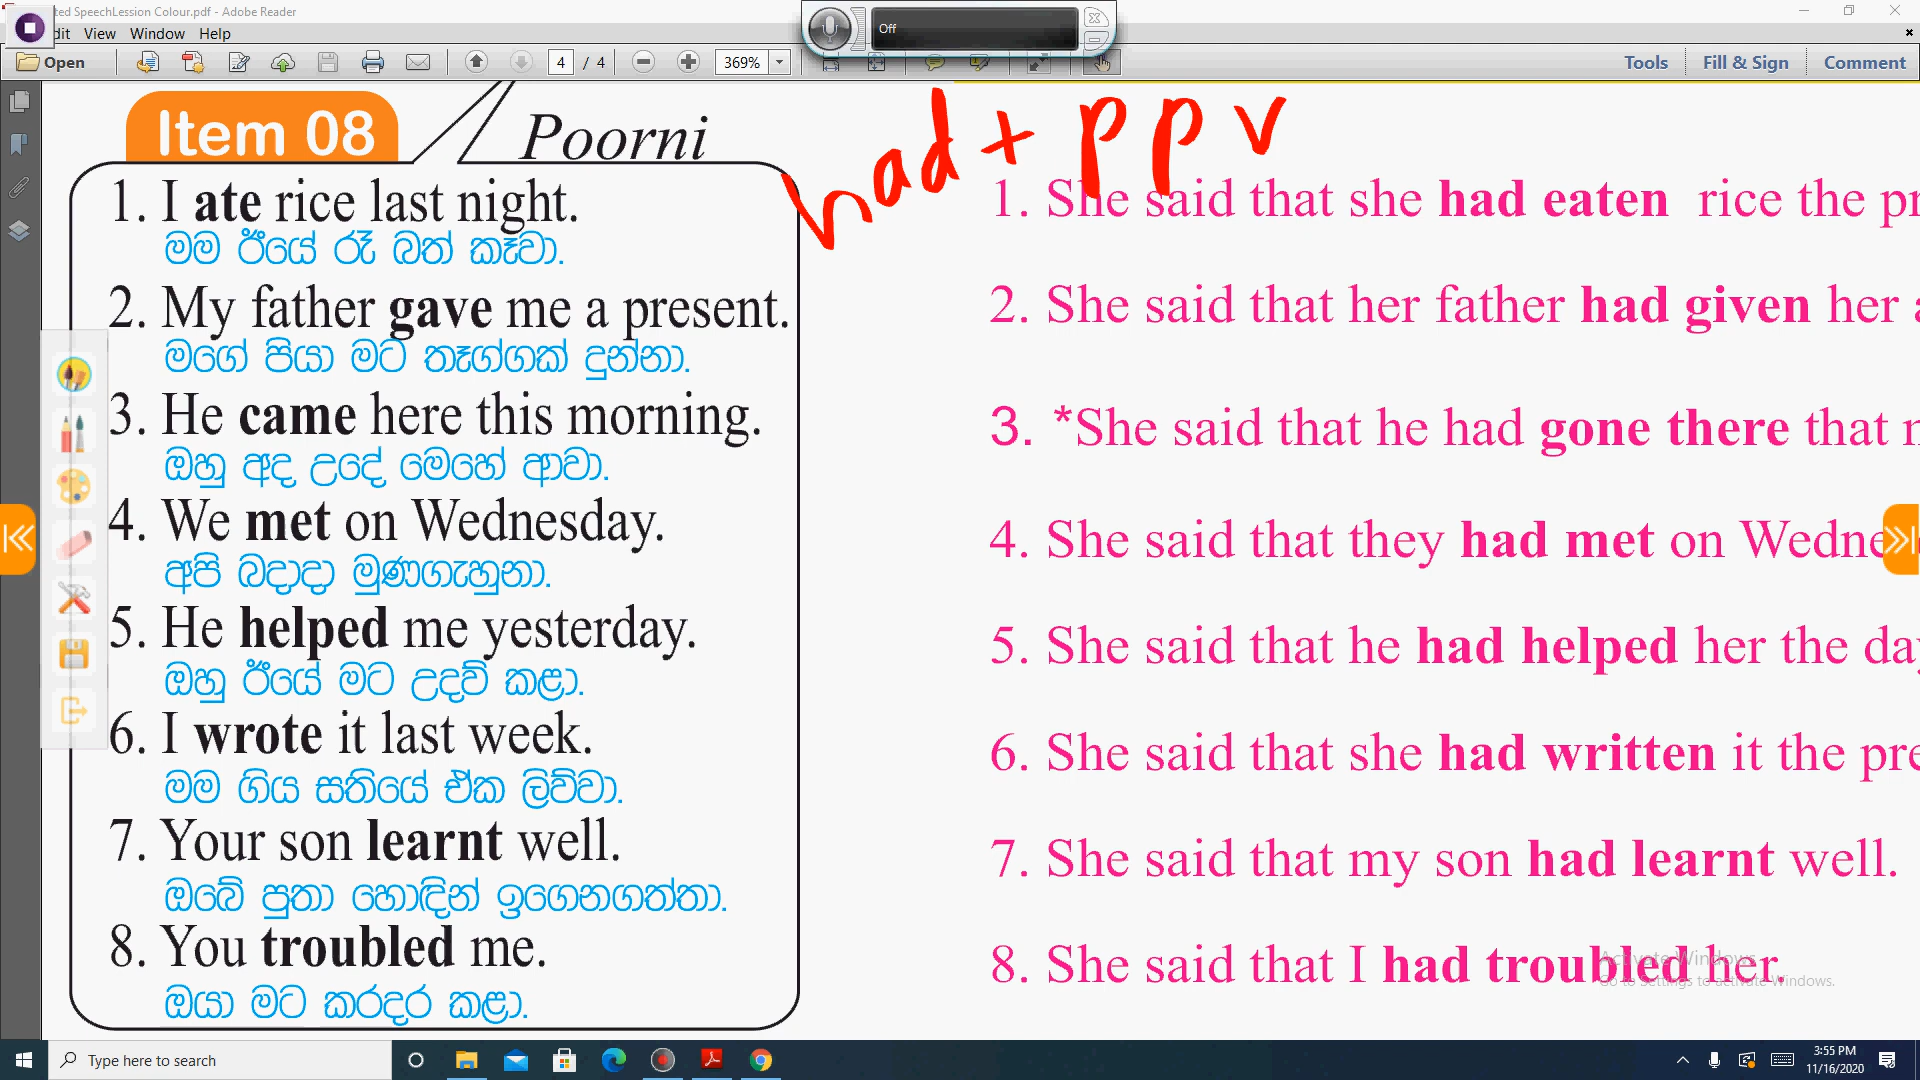 ted SpeechLession Colour.pdf - Adobe Reader
dit View Window Help
Off
Open
4 / 4
369%
Tools Fill & Sign Comment
Item 08
Poorni
had + p p v
1. I ate rice last night.
මම ඊයේ රෑ බත් කෑවා.
2. My father gave me a present.
මගේ පියා මට තෑග්ගක් දුන්නා.
3. He came here this morning.
ඔහු අද උදේ මෙහේ ආවා.
4. We met on Wednesday.
අපි බදාදා මුණගැහුනා.
5. He helped me yesterday.
ඔහු ඊයේ මට උදව් කළා.
6. I wrote it last week.
මම ගිය සතියේ ඒක ලිව්වා.
7. Your son learnt well.
ඔබේ පුතා හොඳින් ඉගෙනගත්තා.
8. You troubled me.
ඔයා මට කරදර කළා.
1. She said that she had eaten rice the pr
2. She said that her father had given her a
3. *She said that he had gone there that m
4. She said that they had met on Wedne
5. She said that he had helped her the day
6. She said that she had written it the pre
7. She said that my son had learnt well.
8. She said that I had troubled her.
Activate Windows
Go to Settings to activate Windows.
Type here to search
3:55 PM
11/16/2020